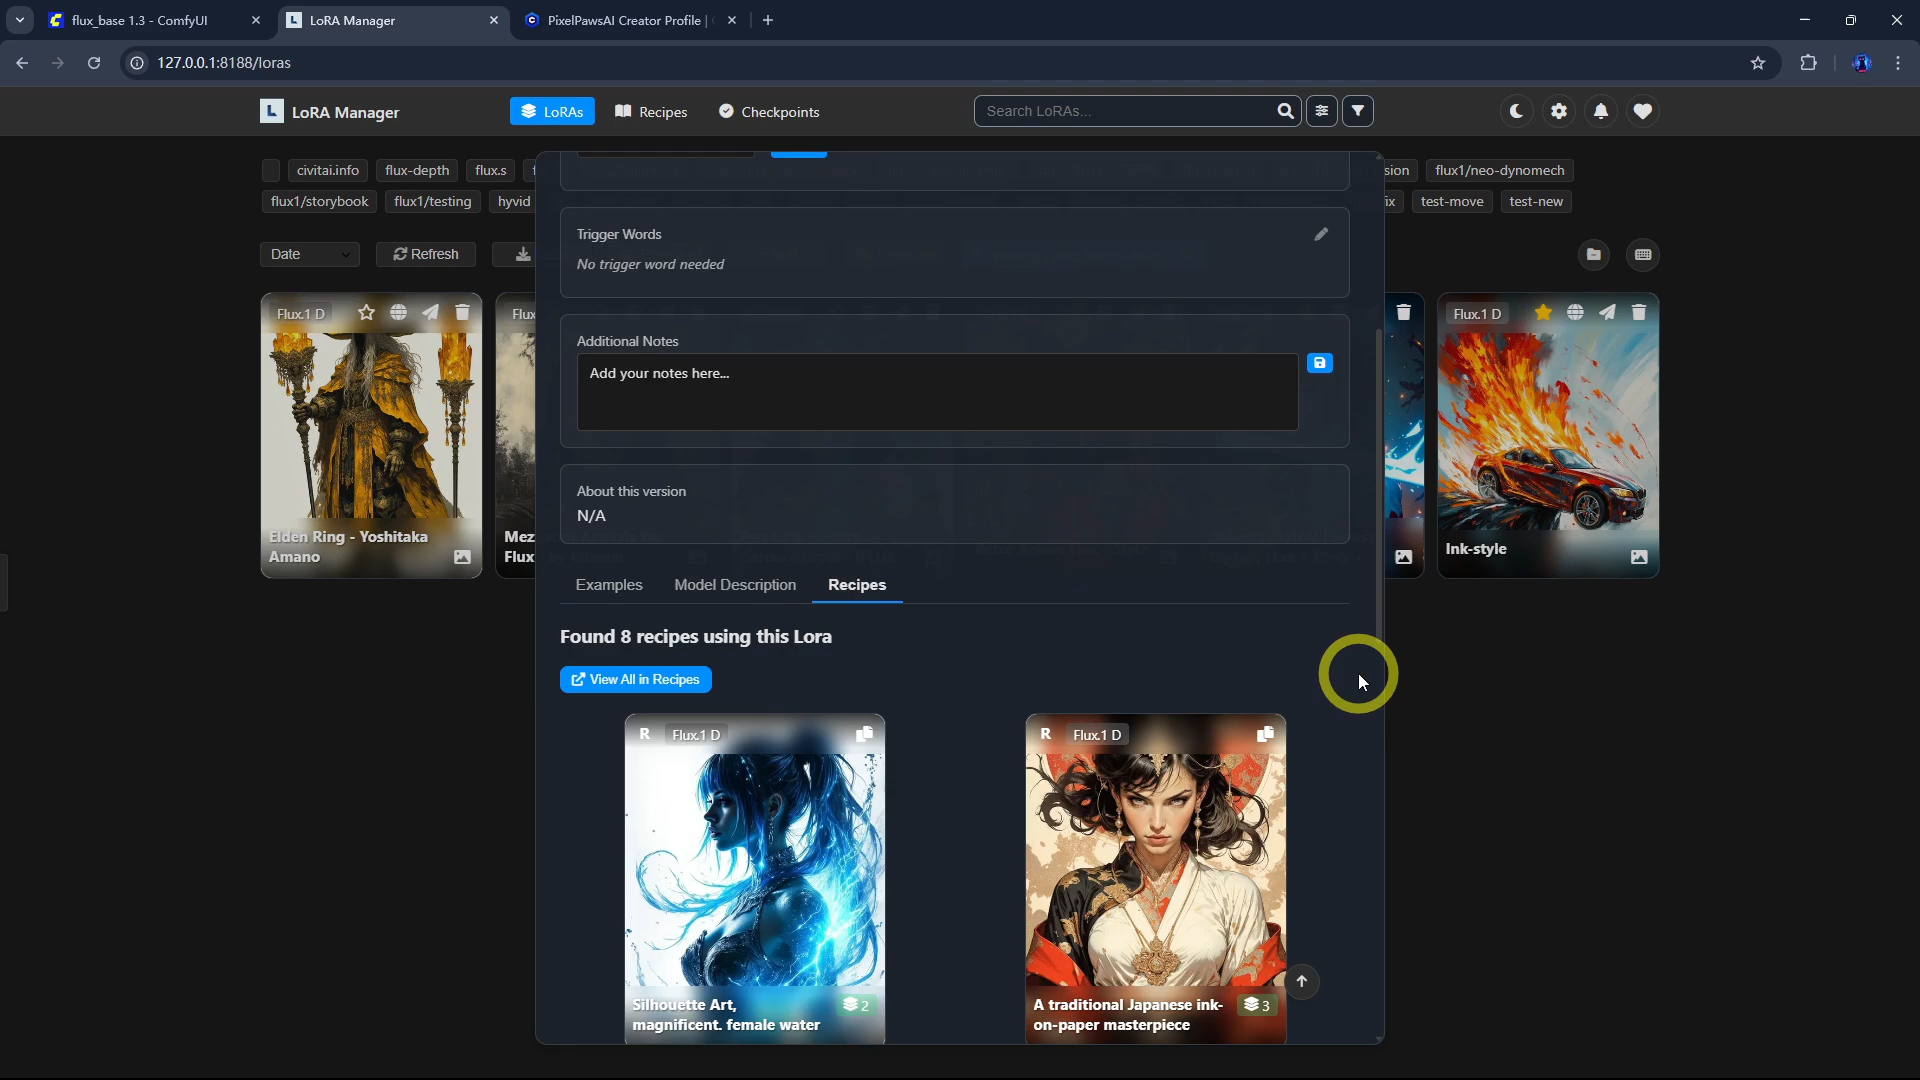 flux_base 1.3 - ComfyUI
LoRA Manager
PixelPawsAI Creator Profile |
127.0.0.1:8188/loras
L LoRA Manager
LoRAs
Recipes
Checkpoints
Search LoRAs...
civitai.info
flux-depth
flux.s
sion
flux1/neo-dynomech
flux1/storybook
flux1/testing
hyvid
ix
test-move
test-new
Date
Refresh
Trigger Words
No trigger word needed
Additional Notes
Add your notes here...
About this version
N/A
Flux.1 D
Elden Ring - Yoshitaka
Amano
Flux
Mez
Flux
Flux.1 D
Ink-style
Examples
Model Description
Recipes
Found 8 recipes using this Lora
View All in Recipes
R Flux.1 D
Silhouette Art,
magnificent. female water
2
R Flux.1 D
A traditional Japanese ink-
on-paper masterpiece
3